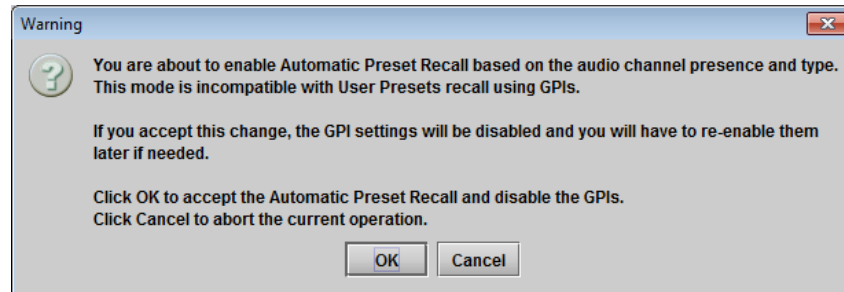 Warning
You are about to enable Automatic Preset Recall based on the audio channel presence and type.
This mode is incompatible with User Presets recall using GPIs.
If you accept this change, the GPI settings will be disabled and you will have to re-enable them
later if needed.
Click OK to accept the Automatic Preset Recall and disable the GPIs.
Click Cancel to abort the current operation.
OK
Cancel